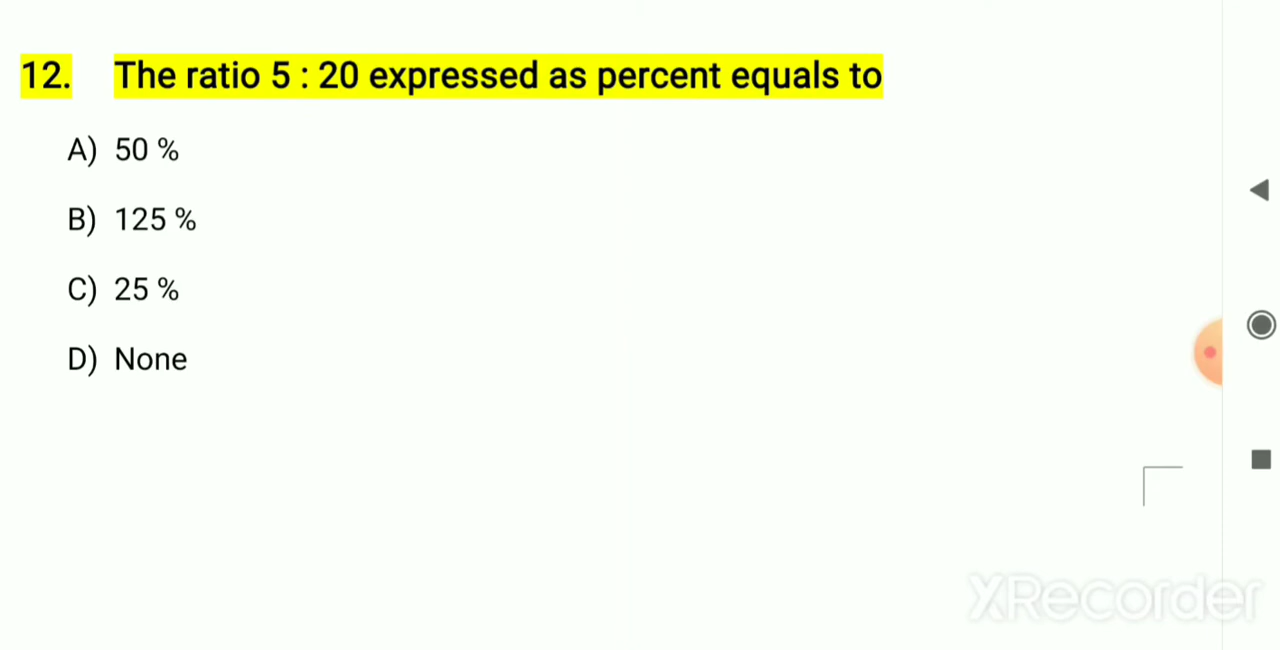 12. The ratio 5 : 20 expressed as percent equals to
A) 50 %
B) 125 %
C) 25 %
D) None
XRecorder